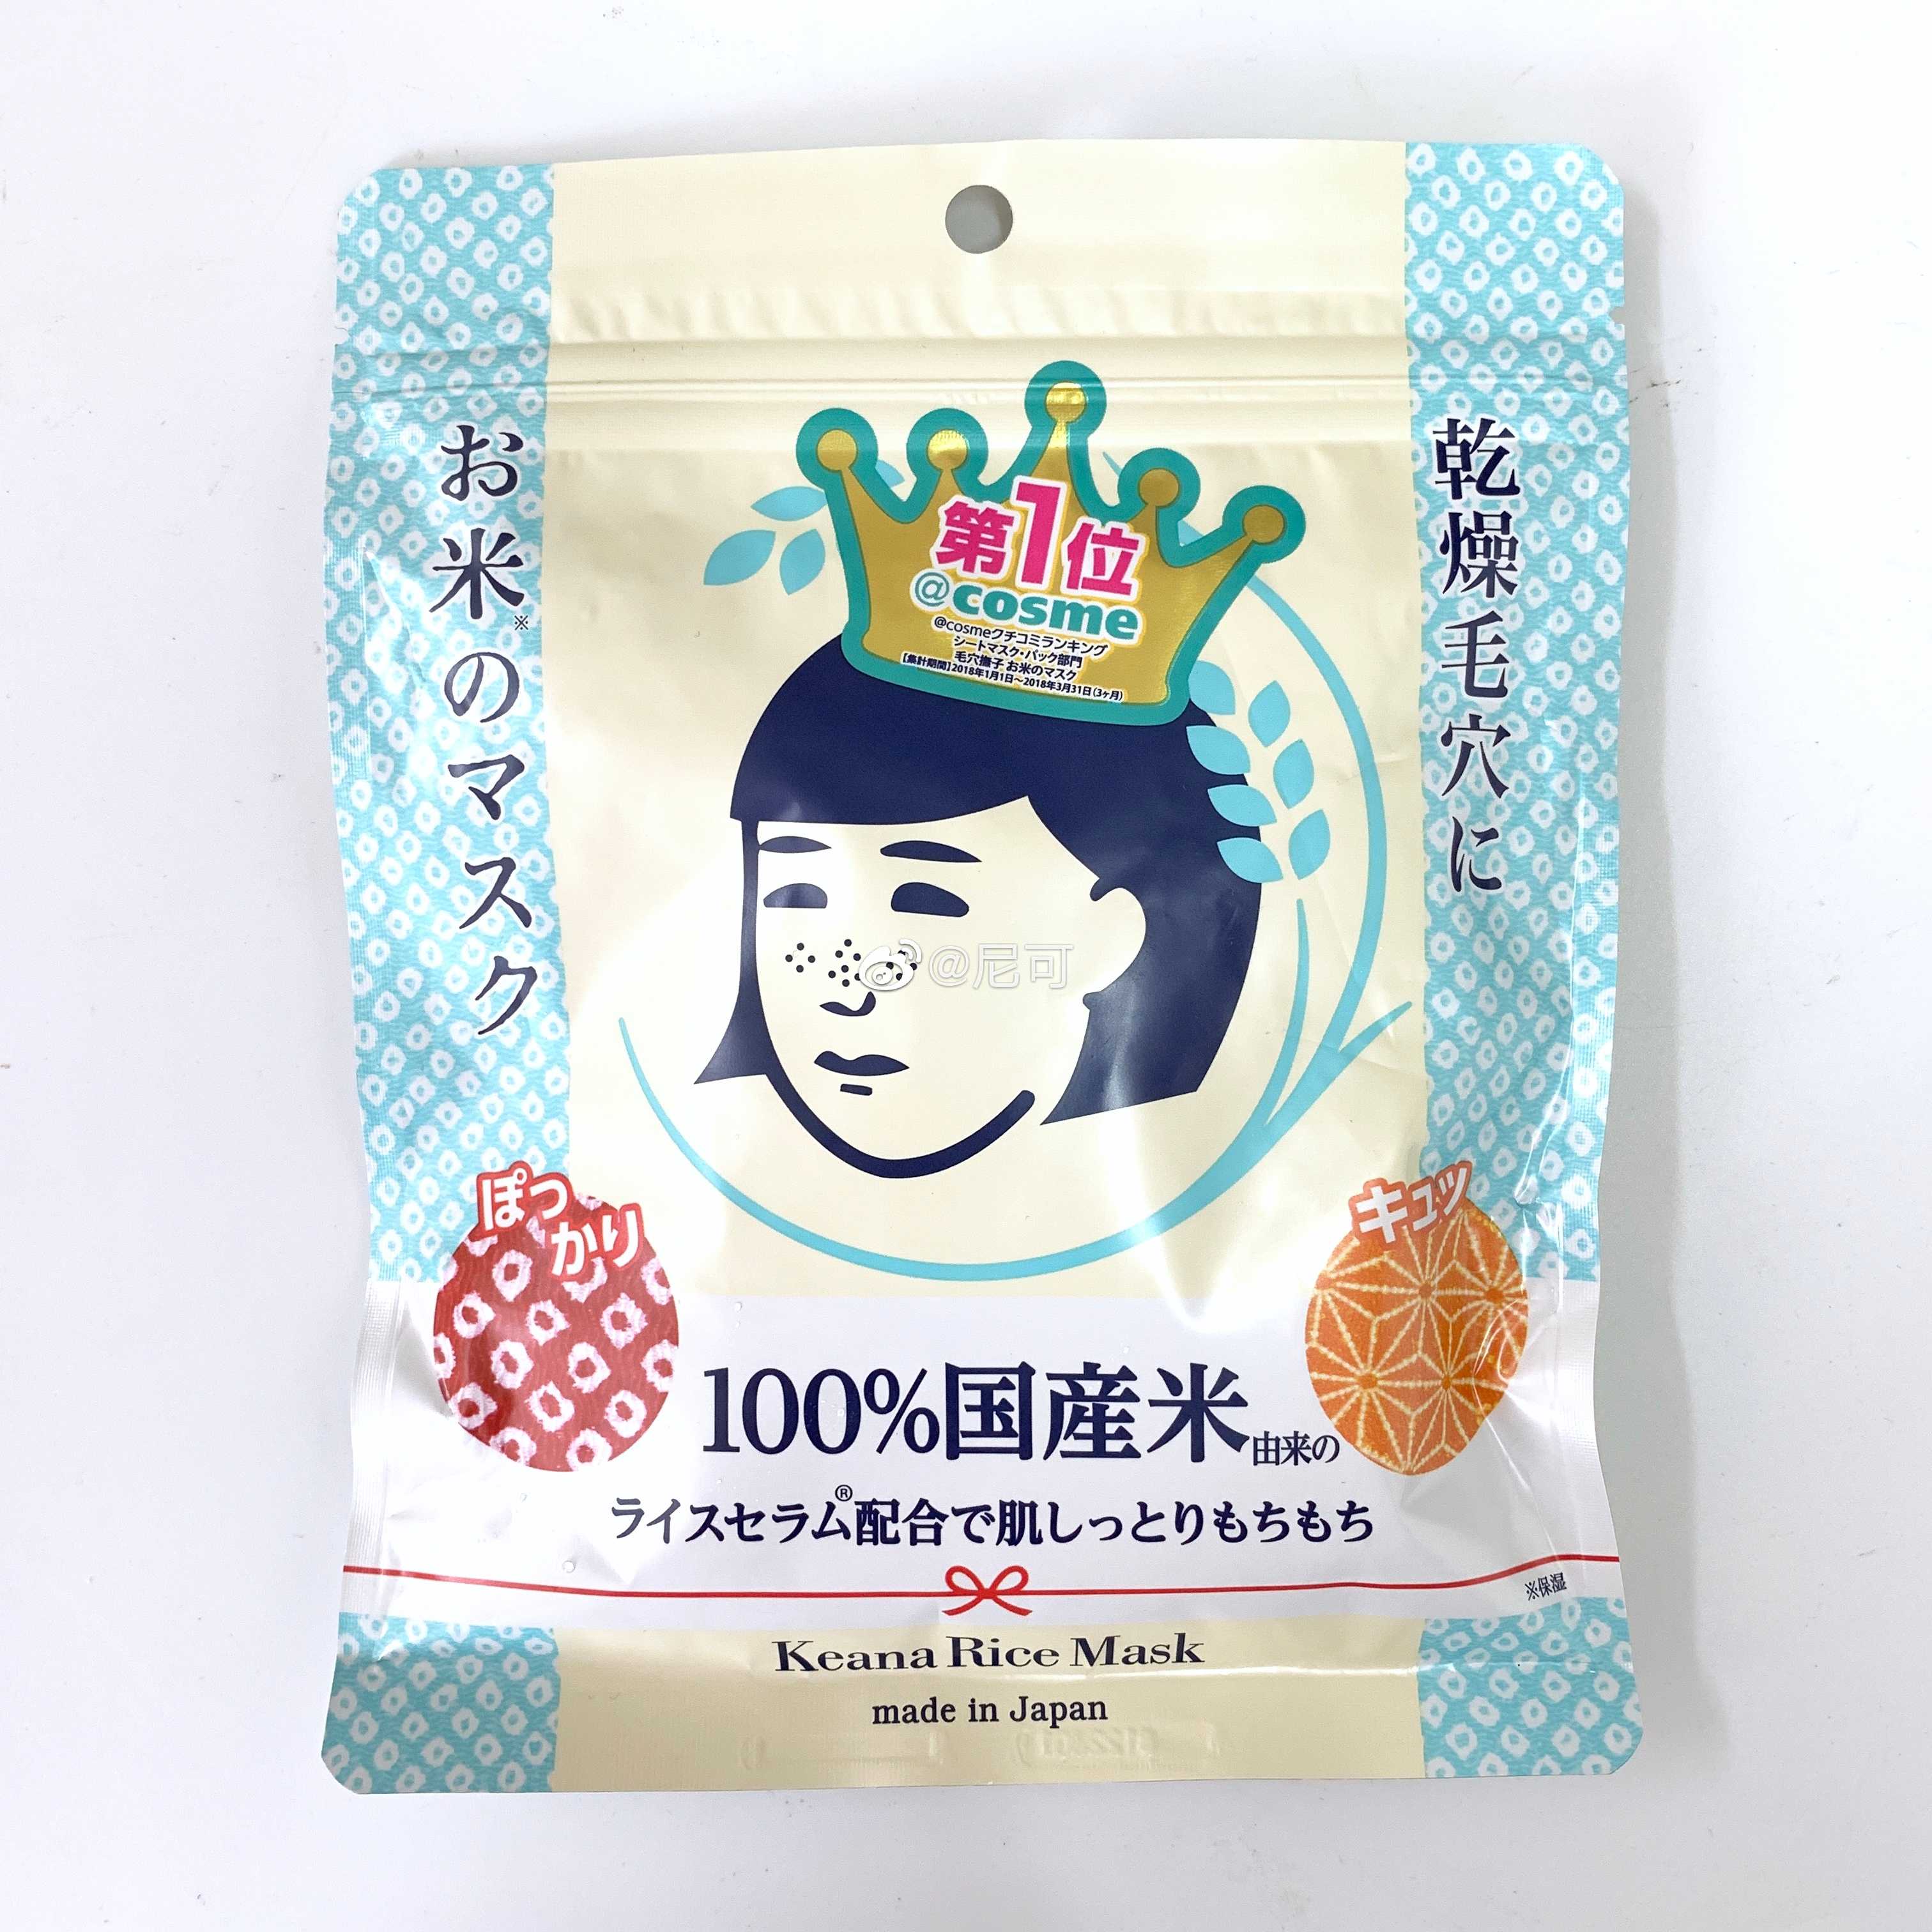 お米※のマスク
乾燥毛穴に
第1位
@cosme
@cosmeクチコミランキング
シートマスク・パック部門
毛穴撫子 お米のマスク
【集計期間】2018年1月1日～2018年3月31日(3ヶ月)
@尼可
ぽっ
かり
キュッ
100%国産米由来の
ライスセラム®配合で肌しっとりもちもち
※保湿
Keana Rice Mask
made in Japan